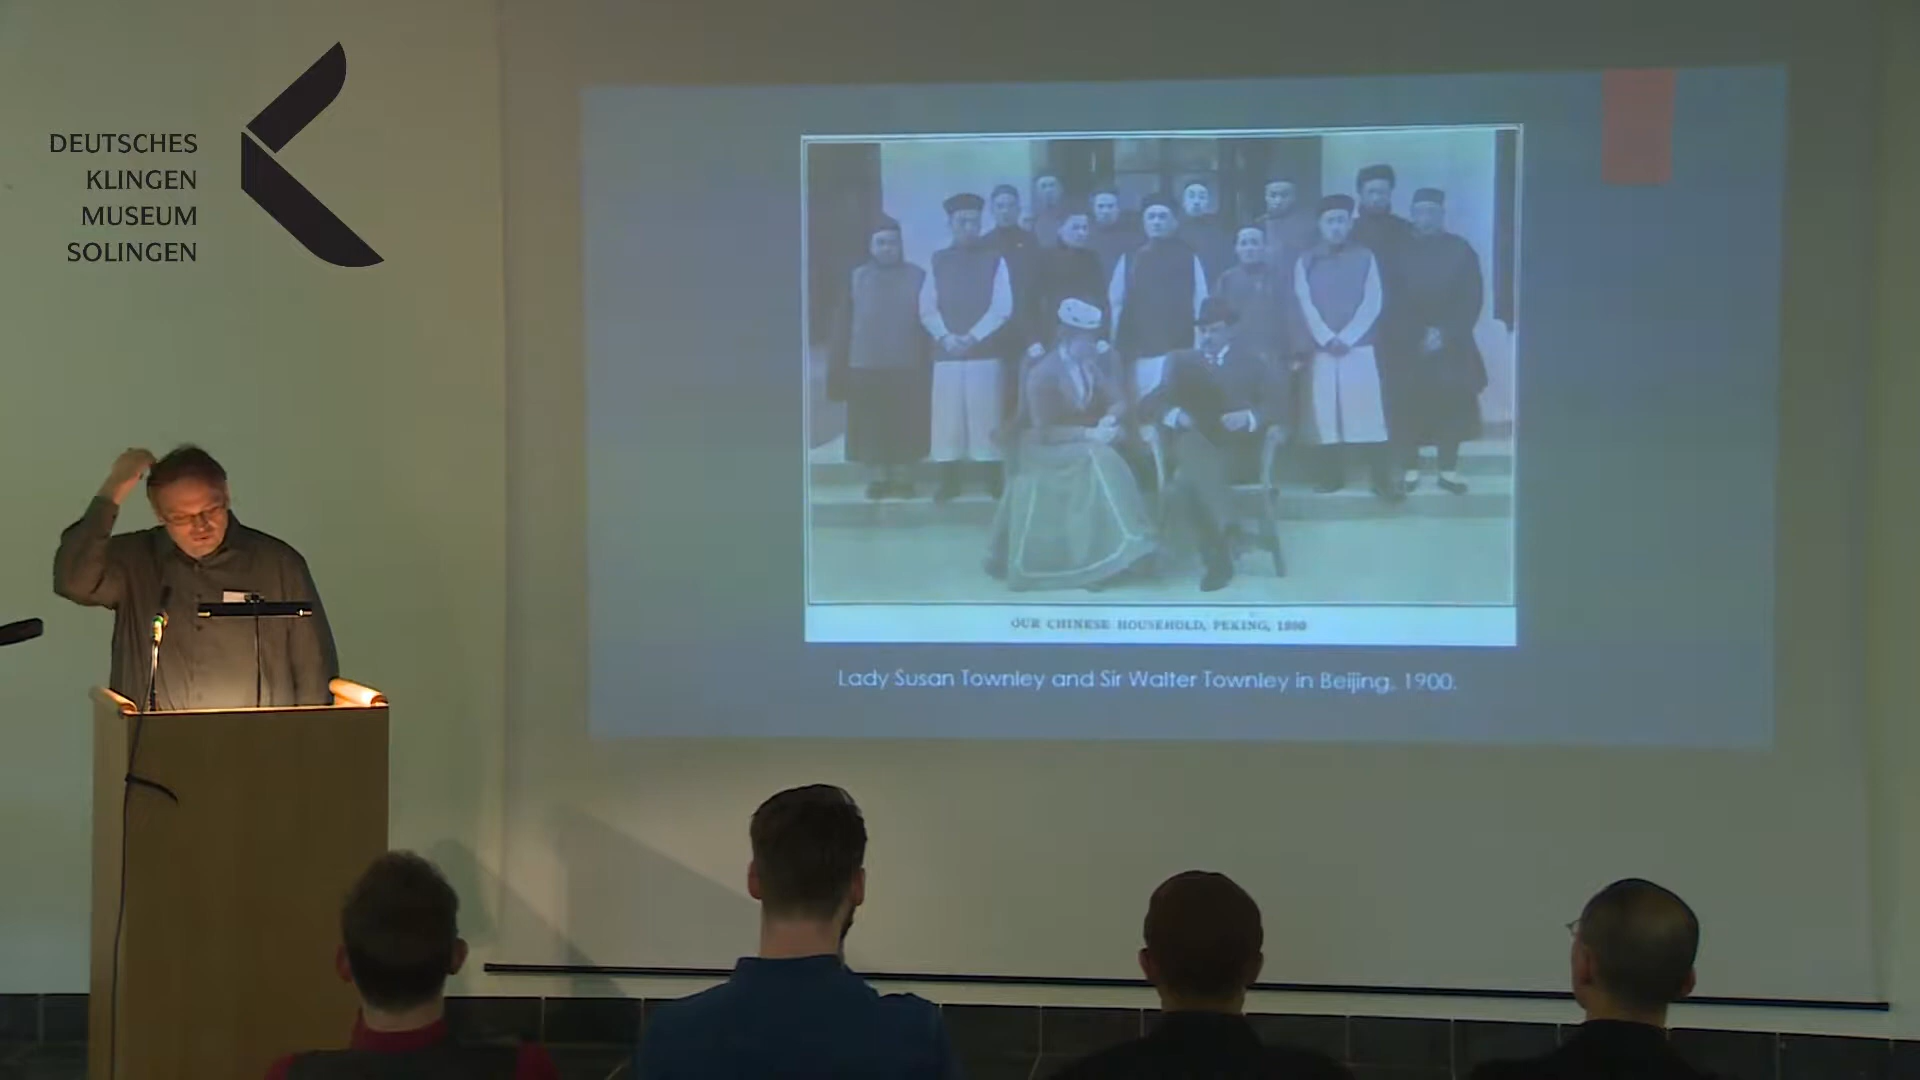 DEUTSCHES
KLINGEN
MUSEUM
SOLINGEN
OUR CHINESE HOUSEHOLD, PEKING, 1900
Lady Susan Townley and Sir Walter Townley in Beijing, 1900.